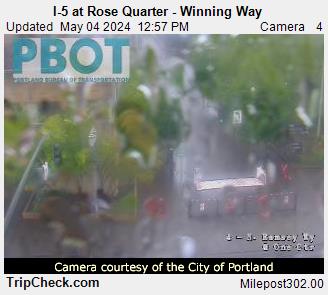 I-5 at Rose Quarter - Winning Way
Updated May 04 2024 12:57 PM Camera 4
PBOT
PORTLAND BUREAU OF TRANSPORTATION
Camera courtesy of the City of Portland
TripCheck.com Milepost302.00